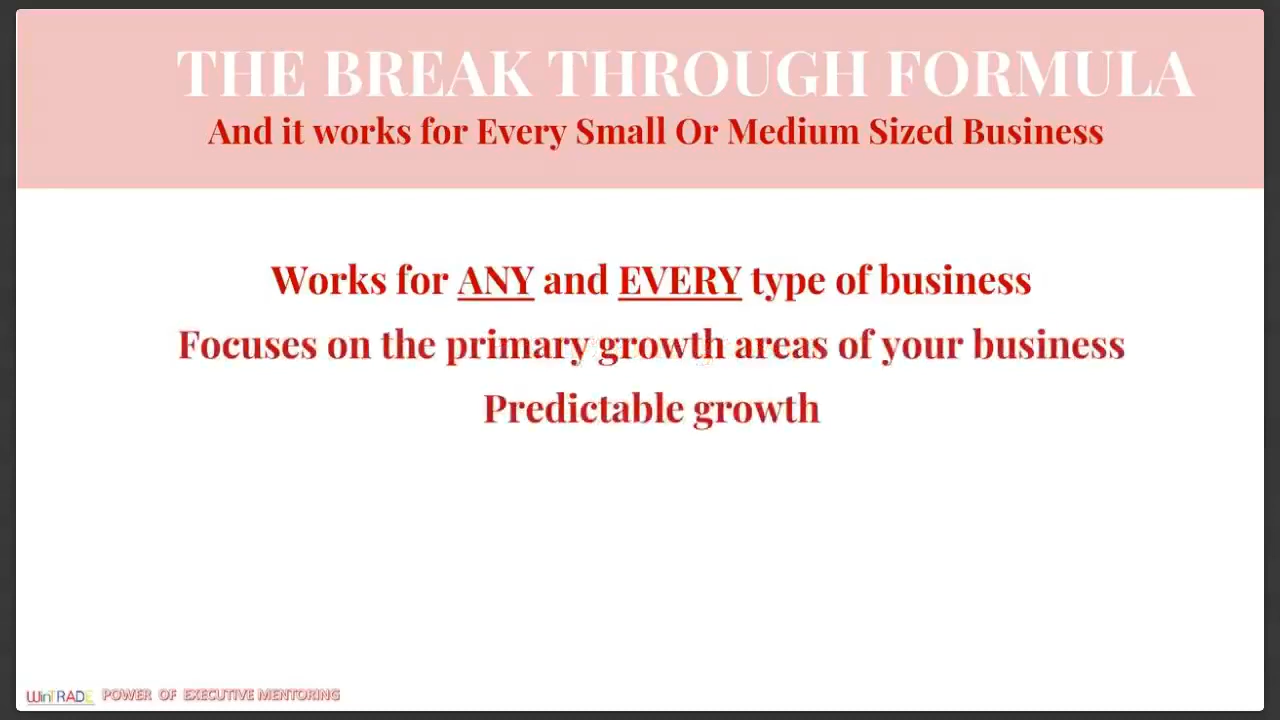 THE BREAK THROUGH FORMULA
And it works for Every Small Or Medium Sized Business
Works for ANY and EVERY type of business
Focuses on the primary growth areas of your business
Predictable growth
WinTRADE POWER OF EXECUTIVE MENTORING